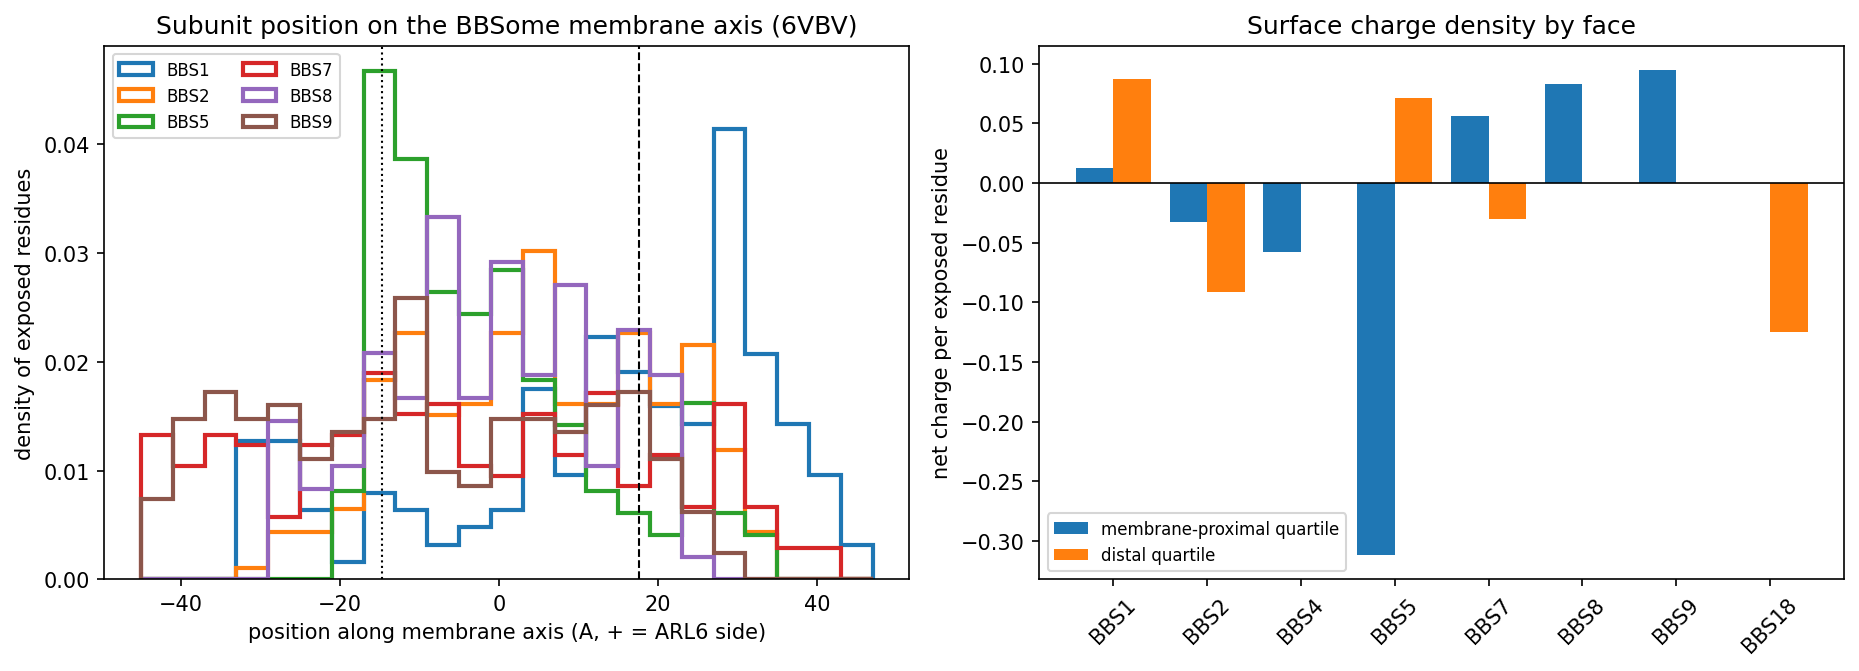 Subunit position on the BBSome membrane axis (6VBV)
BBS1
BBS2
BBS5
BBS7
BBS8
BBS9
density of exposed residues
0.04
0.03
0.02
0.01
0.00
−40
−20
0
20
40
position along membrane axis (A, + = ARL6 side)
Surface charge density by face
net charge per exposed residue
0.10
0.05
0.00
−0.05
−0.10
−0.15
−0.20
−0.25
−0.30
membrane-proximal quartile
distal quartile
BBS1
BBS2
BBS4
BBS5
BBS7
BBS8
BBS9
BBS18